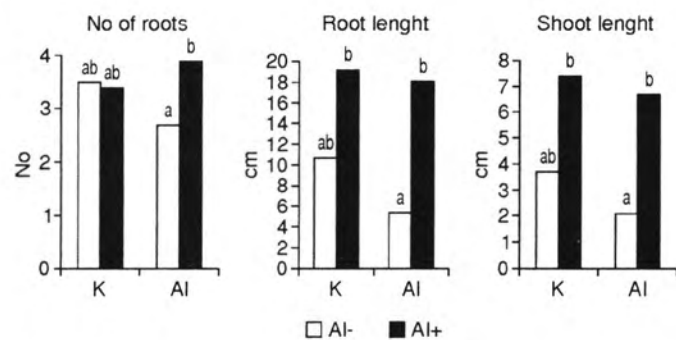 No of roots
4
3
2
1
0
No
ab
ab
a
b
K
Al
Root lenght
20
18
16
14
12
10
8
6
4
2
0
cm
ab
b
a
b
K
Al
Shoot lenght
8
7
6
5
4
3
2
1
0
cm
ab
b
a
b
K
Al
Al-
Al+